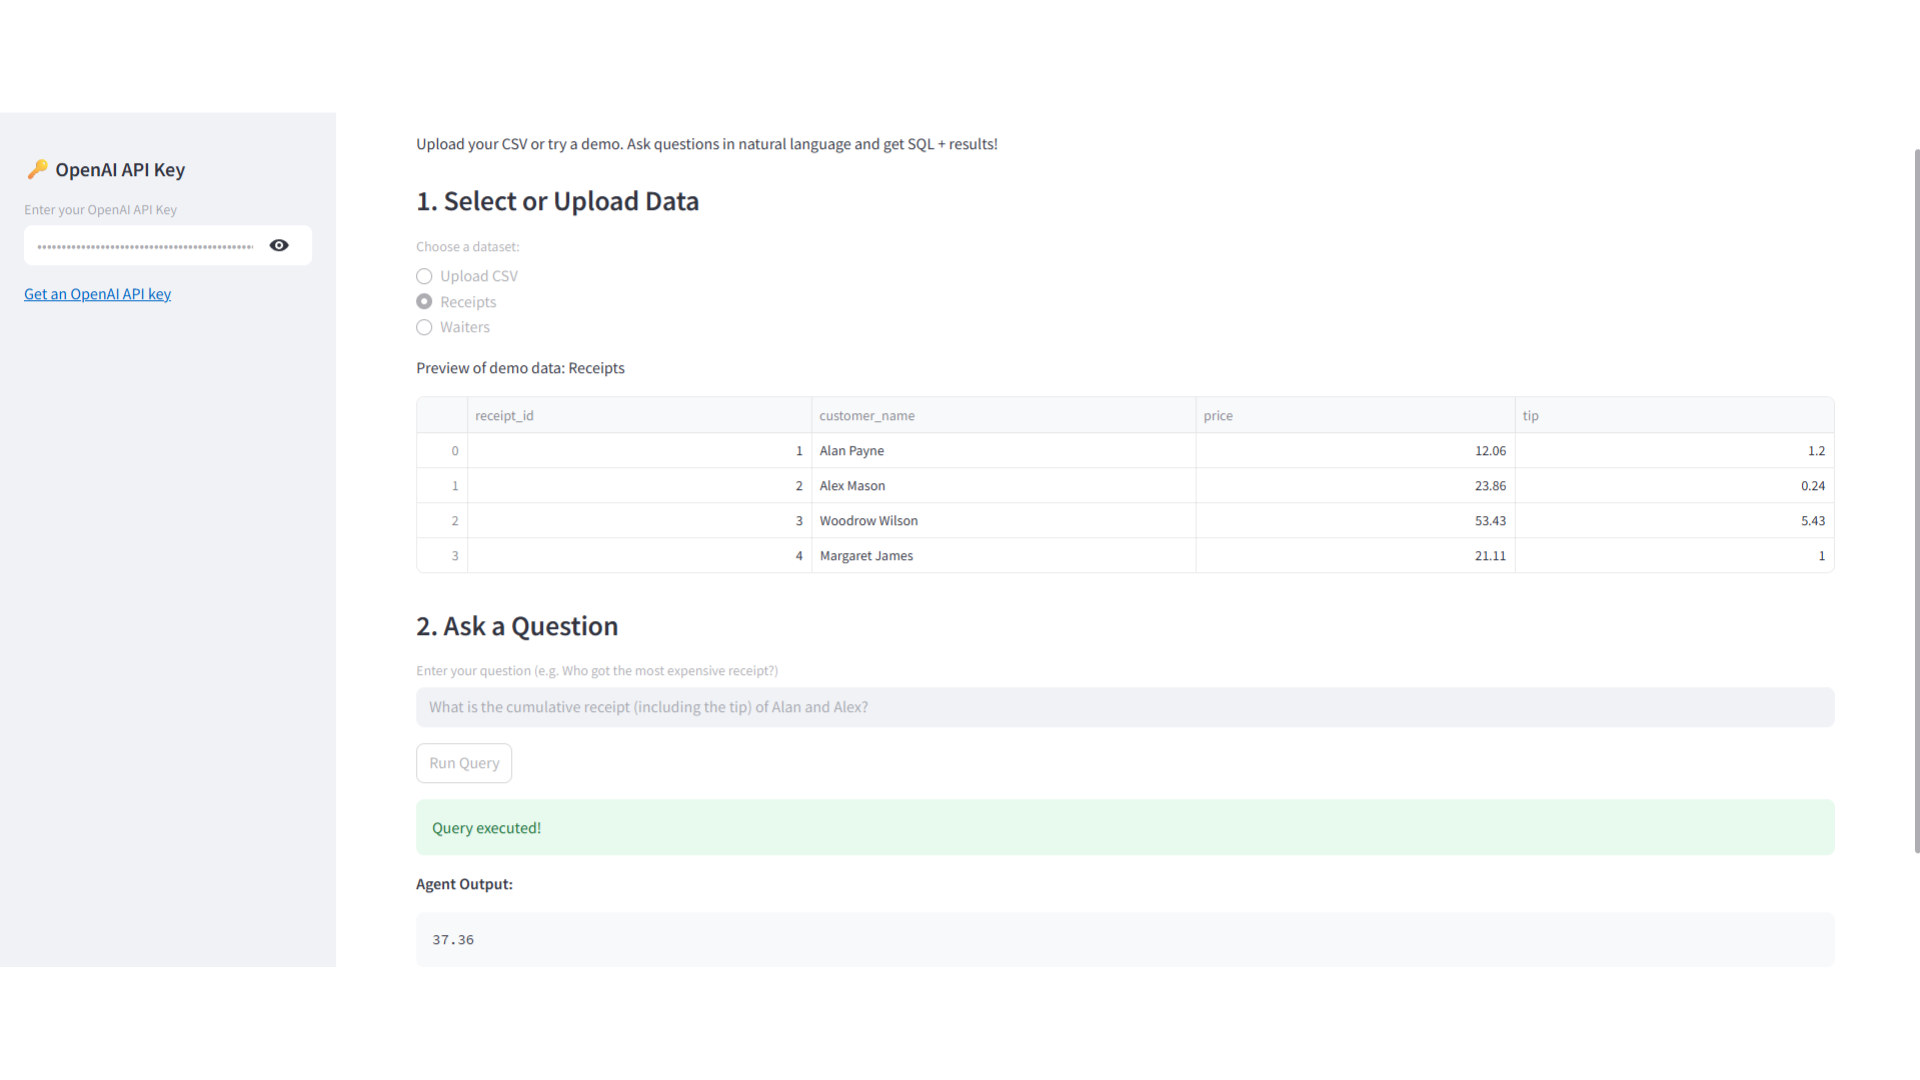 🔑 OpenAI API Key
Enter your OpenAI API Key
Get an OpenAI API key
Upload your CSV or try a demo. Ask questions in natural language and get SQL + results!
1. Select or Upload Data
Choose a dataset:
Upload CSV
Receipts
Waiters
Preview of demo data: Receipts
receipt_id customer_name price tip
0 1 Alan Payne 12.06 1.2
1 2 Alex Mason 23.86 0.24
2 3 Woodrow Wilson 53.43 5.43
3 4 Margaret James 21.11 1
2. Ask a Question
Enter your question (e.g. Who got the most expensive receipt?)
What is the cumulative receipt (including the tip) of Alan and Alex?
Run Query
Query executed!
Agent Output:
37.36